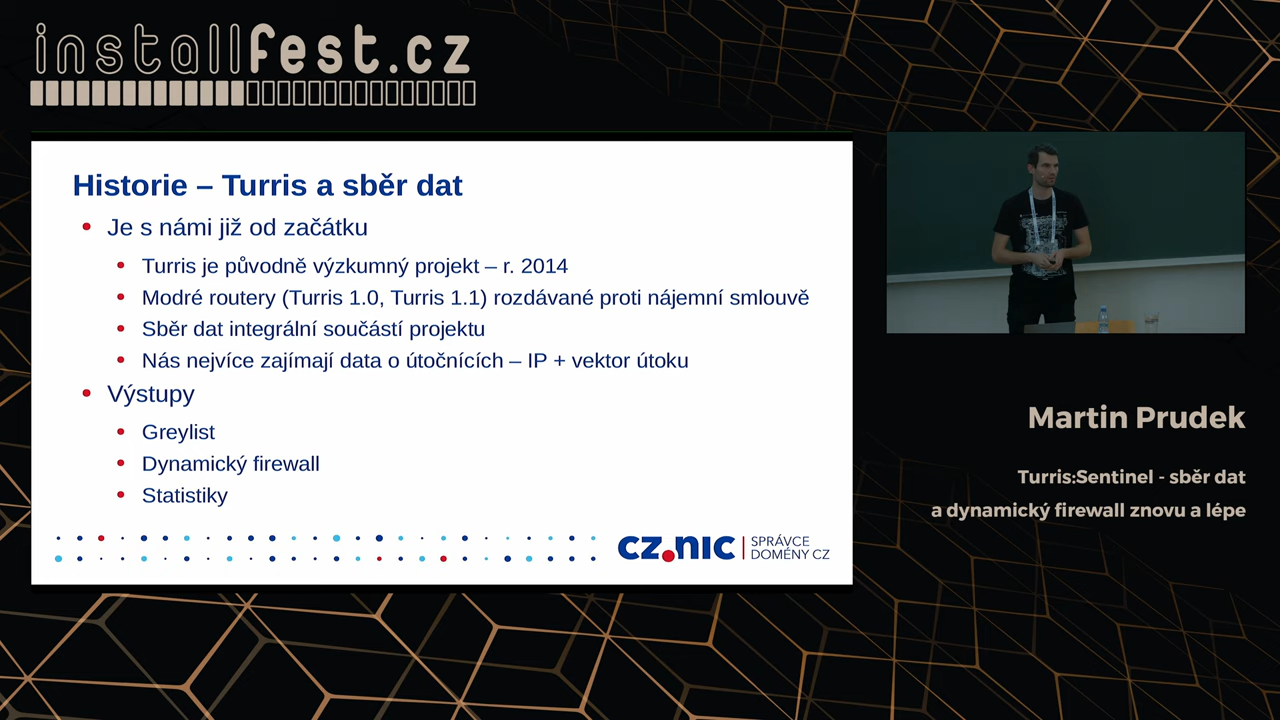 installfest.cz
Historie – Turris a sběr dat
Je s námi již od začátku
Turris je původně výzkumný projekt – r. 2014
Modré routery (Turris 1.0, Turris 1.1) rozdávané proti nájemní smlouvě
Sběr dat integrální součástí projektu
Nás nejvíce zajímají data o útočnících – IP + vektor útoku
Výstupy
Greylist
Dynamický firewall
Statistiky
CZ.NIC | SPRÁVCE
DOMÉNY CZ
Martin Prudek
Turris:Sentinel - sběr dat
a dynamický firewall znovu a lépe